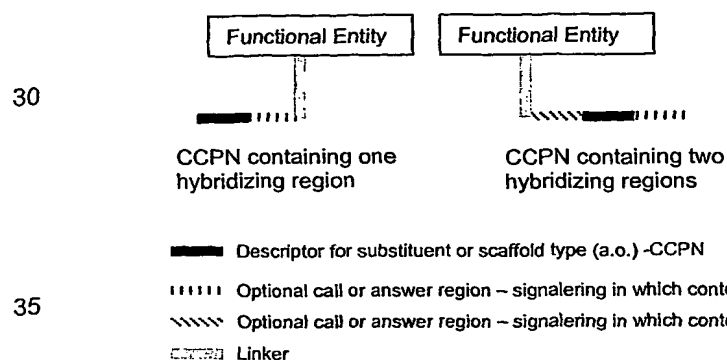 Functional Entity Functional Entity
30
CCPN containing one CCPN containing two
hybridizing region hybridizing regions
Descriptor for substituent or scaffold type (a.o.) -CCPN
35 Optional call or answer region – signalering in which conte
Optional call or answer region – signalering in which conte
Linker